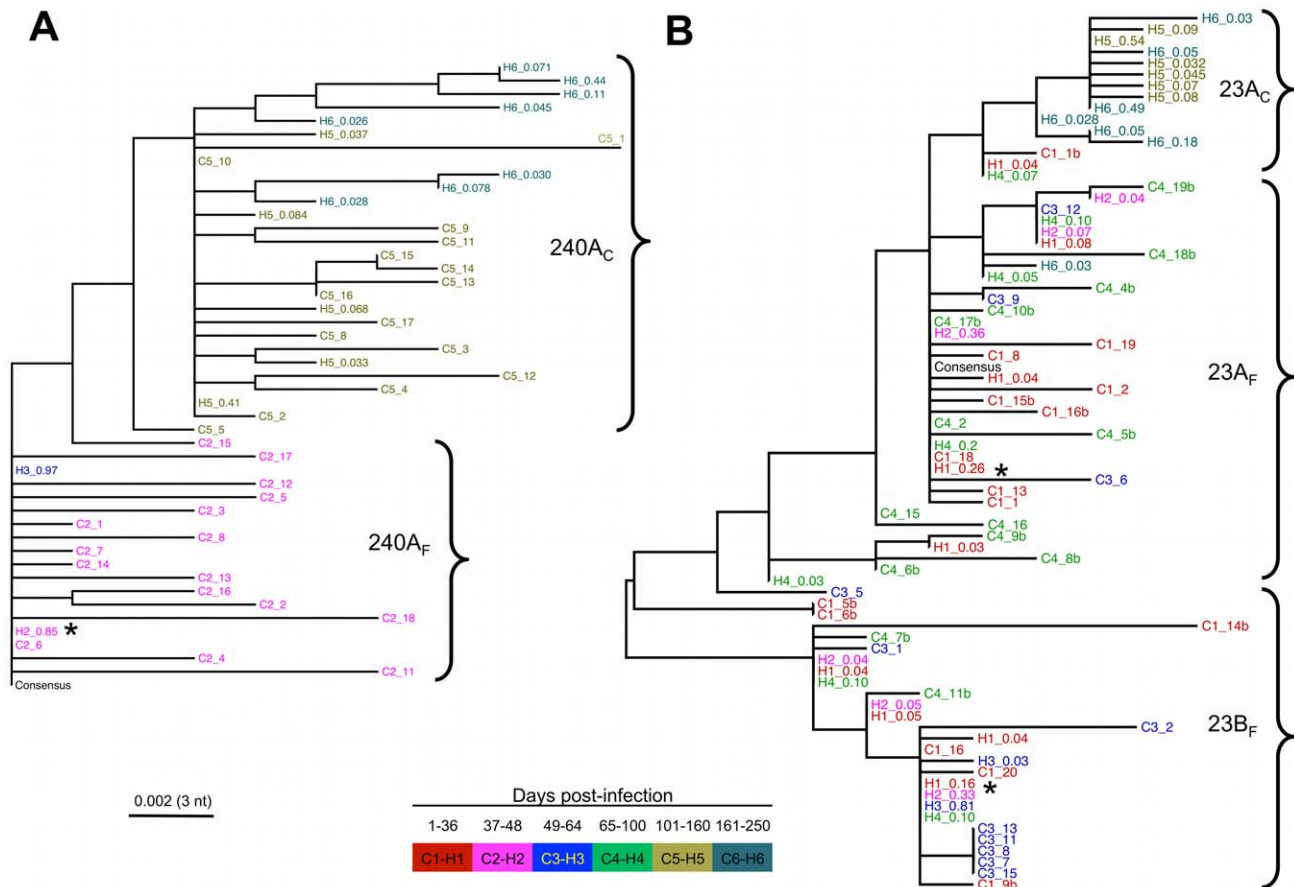 A
H6_0.071
H6_0.44
H6_0.11
H6_0.045
H6_0.026
H5_0.037
C5_1
C5_10
H6_0.030
H6_0.078
H6_0.028
H5_0.084
C5_9
C5_11
C5_15
C5_14
C5_13
C5_16
H5_0.068
C5_17
C5_8
C5_3
H5_0.033
C5_12
C5_4
H5_0.41
C5_2
C5_5
240AC
C2_15
C2_17
H3_0.97
C2_12
C2_5
C2_3
C2_1
C2_8
C2_7
C2_14
C2_13
C2_16
C2_2
C2_18
H2_0.85 *
C2_6
C2_4
C2_11
Consensus
240AF
0.002 (3 nt)
B
H6_0.03
H5_0.09
H5_0.54
H6_0.05
H5_0.032
H5_0.045
H5_0.07
H5_0.08
H6_0.49
H6_0.028
H6_0.05
H6_0.18
C1_1b
H1_0.04
H4_0.07
23AC
C4_19b
H2_0.04
C3_12
H4_0.10
H2_0.07
H1_0.08
C4_18b
H6_0.03
H4_0.05
C4_4b
C3_9
C4_10b
C4_17b
H2_0.36
C1_19
C1_8
Consensus
H1_0.04
C1_2
C1_15b
C1_16b
C4_2
C4_5b
H4_0.2
C1_18
H1_0.26 *
C3_6
C1_13
C1_1
C4_15
C4_16
C4_9b
H1_0.03
C4_8b
C4_6b
H4_0.03
23AF
C3_5
C1_5b
C1_6b
C1_14b
C4_7b
C3_1
H2_0.04
H1_0.04
H4_0.10
C4_11b
H2_0.05
H1_0.05
C3_2
H1_0.04
C1_16
H3_0.03
C1_20
H1_0.16 *
H2_0.33
H3_0.81
H4_0.10
C3_13
C3_11
C3_8
C3_7
C3_15
C1_9b
23BF
Days post-infection
1-36 37-48 49-64 65-100 101-160 161-250
C1-H1 C2-H2 C3-H3 C4-H4 C5-H5 C6-H6